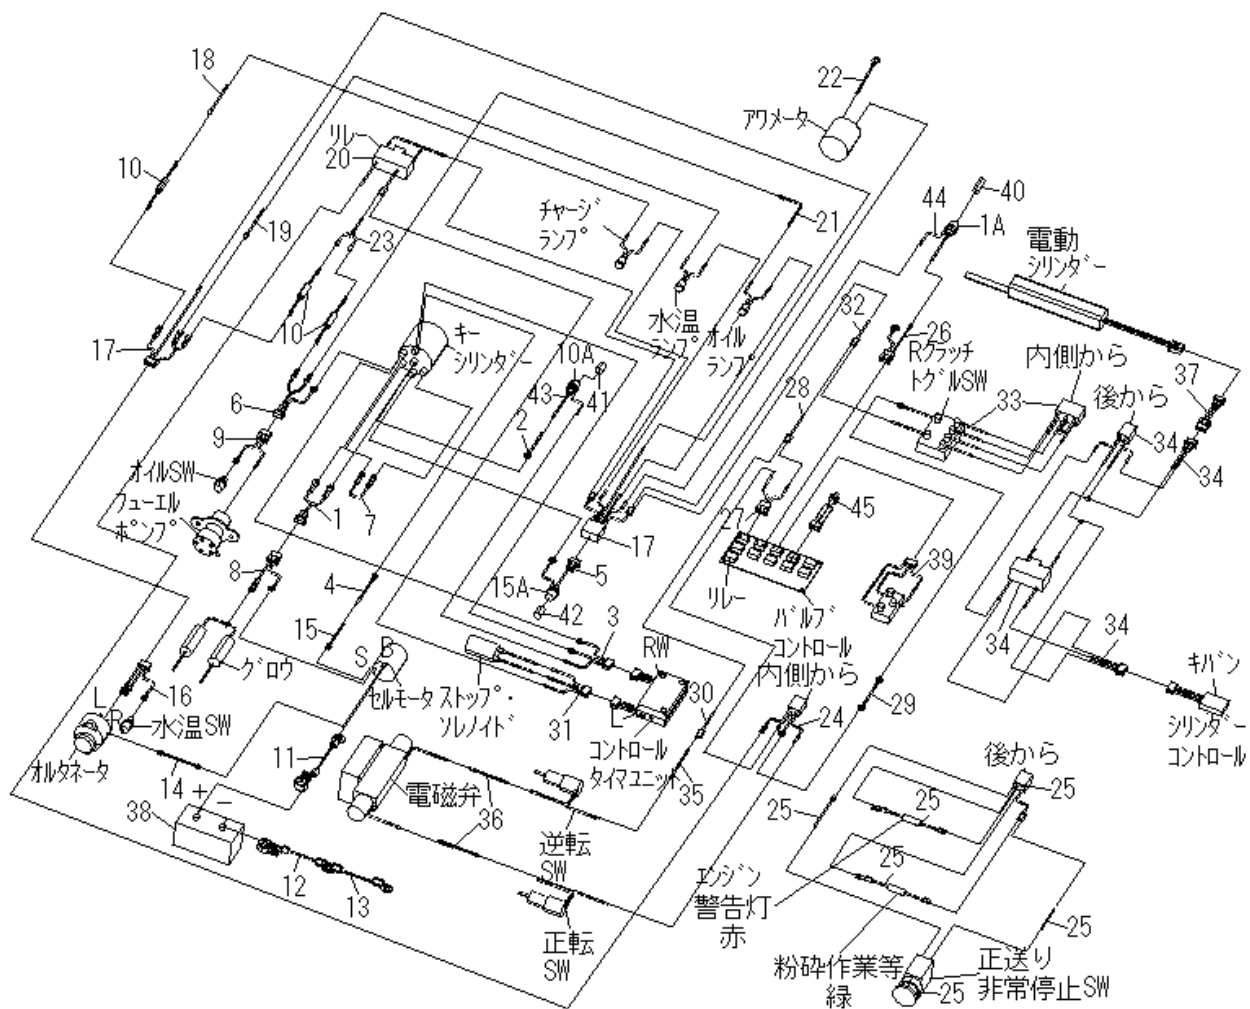 18
リレ
20
10
19
23
10
17
6
9
オイルSW
フューエル
ポンプ
8
グロウ
L
16
R
水温SW
オルタネータ
14
+
-
38
12
13
11
チャージ
ランプ
キー
シリンダー
1
7
4
15
S
B
セルモータ
ストップ・
ソレノイド
電磁弁
36
水温
ランプ
オイル
ランプ
10A
43
41
2
21
17
5
15A
42
3
RW
L
31
コントロール
タイマユニット
30
35
逆転
SW
正転
SW
22
アワメータ
44
40
1A
電動
シリンダー
32
26
Rクラッチ
トグルSW
28
33
内側から
後から
34
37
34
27
45
リレー
バルブ
コントロール
39
内側から
24
29
34
34
キバン
シリンダー
コントロール
後から
25
25
25
25
25
25
エンジン
警告灯
赤
粉砕作業等
緑
正送り
非常停止SW